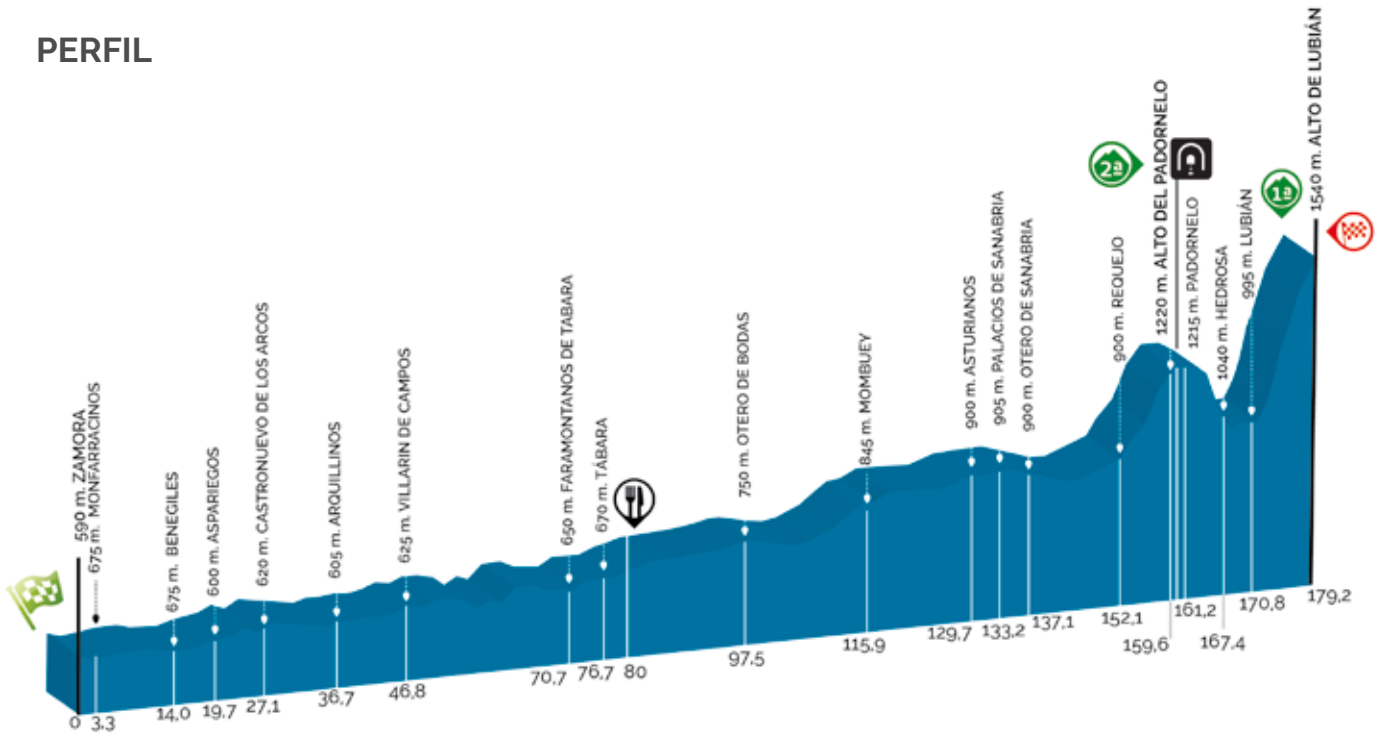 PERFIL
590 m. ZAMORA
675 m. MONFARRACINOS
675 m. BENEGILES
600 m. ASPARIEGOS
620 m. CASTRONUEVO DE LOS ARCOS
605 m. ARQUILLINOS
625 m. VILLARIN DE CAMPOS
650 m. FARAMONTANOS DE TABARA
670 m. TÁBARA
750 m. OTERO DE BODAS
845 m. MOMBUEY
900 m. ASTURIANOS
905 m. PALACIOS DE SANABRIA
900 m. OTERO DE SANABRIA
900 m. REQUEJO
2ª
1220 m. ALTO DEL PADORNELO
1215 m. PADORNELO
1040 m. HEDROSA
995 m. LUBIÁN
1ª
1540 m. ALTO DE LUBIÁN
0
3,3
14,0
19,7
27,1
36,7
46,8
70,7
76,7
80
97.5
115.9
129,7
133,2
137,1
152,1
159,6
161,2
167.4
170,8
179,2